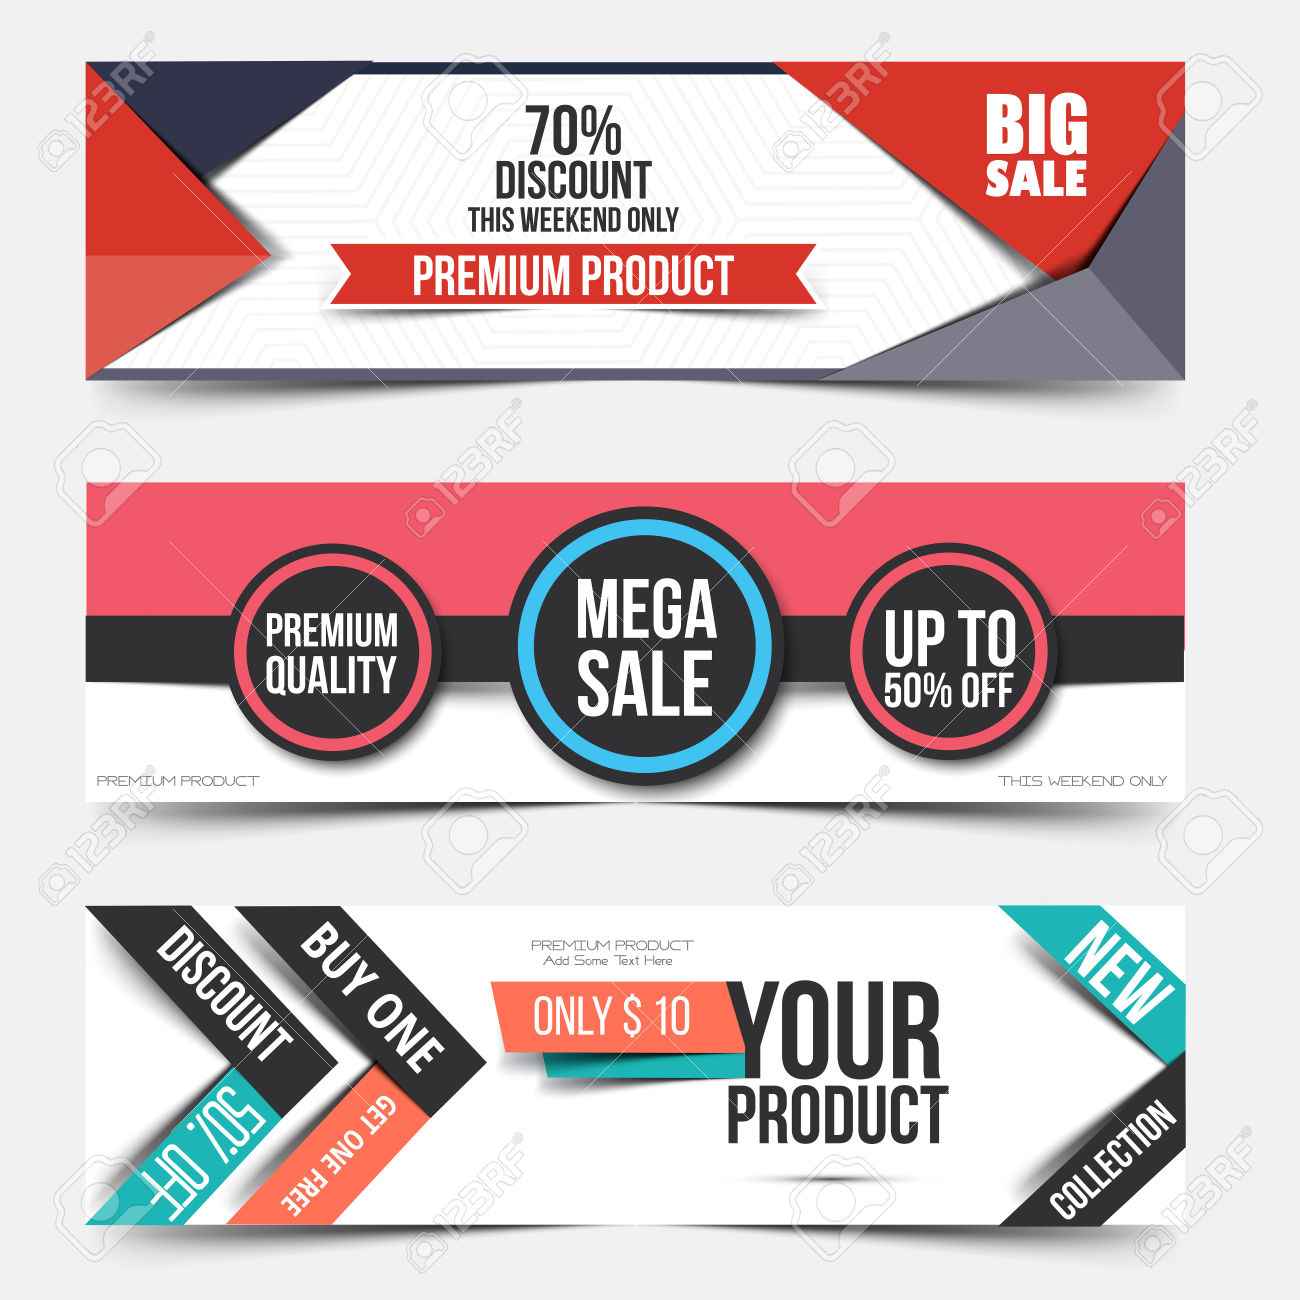 70%
DISCOUNT
THIS WEEKEND ONLY
PREMIUM PRODUCT
BIG
SALE
PREMIUM
QUALITY
MEGA
SALE
UP TO
50% OFF
PREMIUM PRODUCT
THIS WEEKEND ONLY
DISCOUNT
50% OFF
BUY ONE
GET ONE FREE
PREMIUM PRODUCT
Add Some Text Here
ONLY $ 10
YOUR
PRODUCT
NEW
COLLECTION
123RF